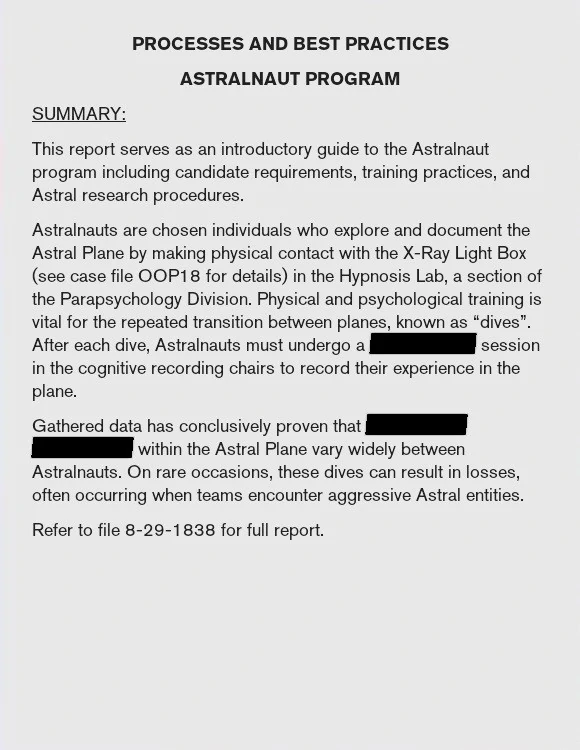 PROCESSES AND BEST PRACTICES
ASTRALNAUT PROGRAM
SUMMARY:
This report serves as an introductory guide to the Astralnaut
program including candidate requirements, training practices, and
Astral research procedures.
Astralnauts are chosen individuals who explore and document the
Astral Plane by making physical contact with the X-Ray Light Box
(see case file OOP18 for details) in the Hypnosis Lab, a section of
the Parapsychology Division. Physical and psychological training is
vital for the repeated transition between planes, known as “dives”.
After each dive, Astralnauts must undergo a session
in the cognitive recording chairs to record their experience in the
plane.
Gathered data has conclusively proven that
within the Astral Plane vary widely between
Astralnauts. On rare occasions, these dives can result in losses,
often occurring when teams encounter aggressive Astral entities.
Refer to file 8-29-1838 for full report.